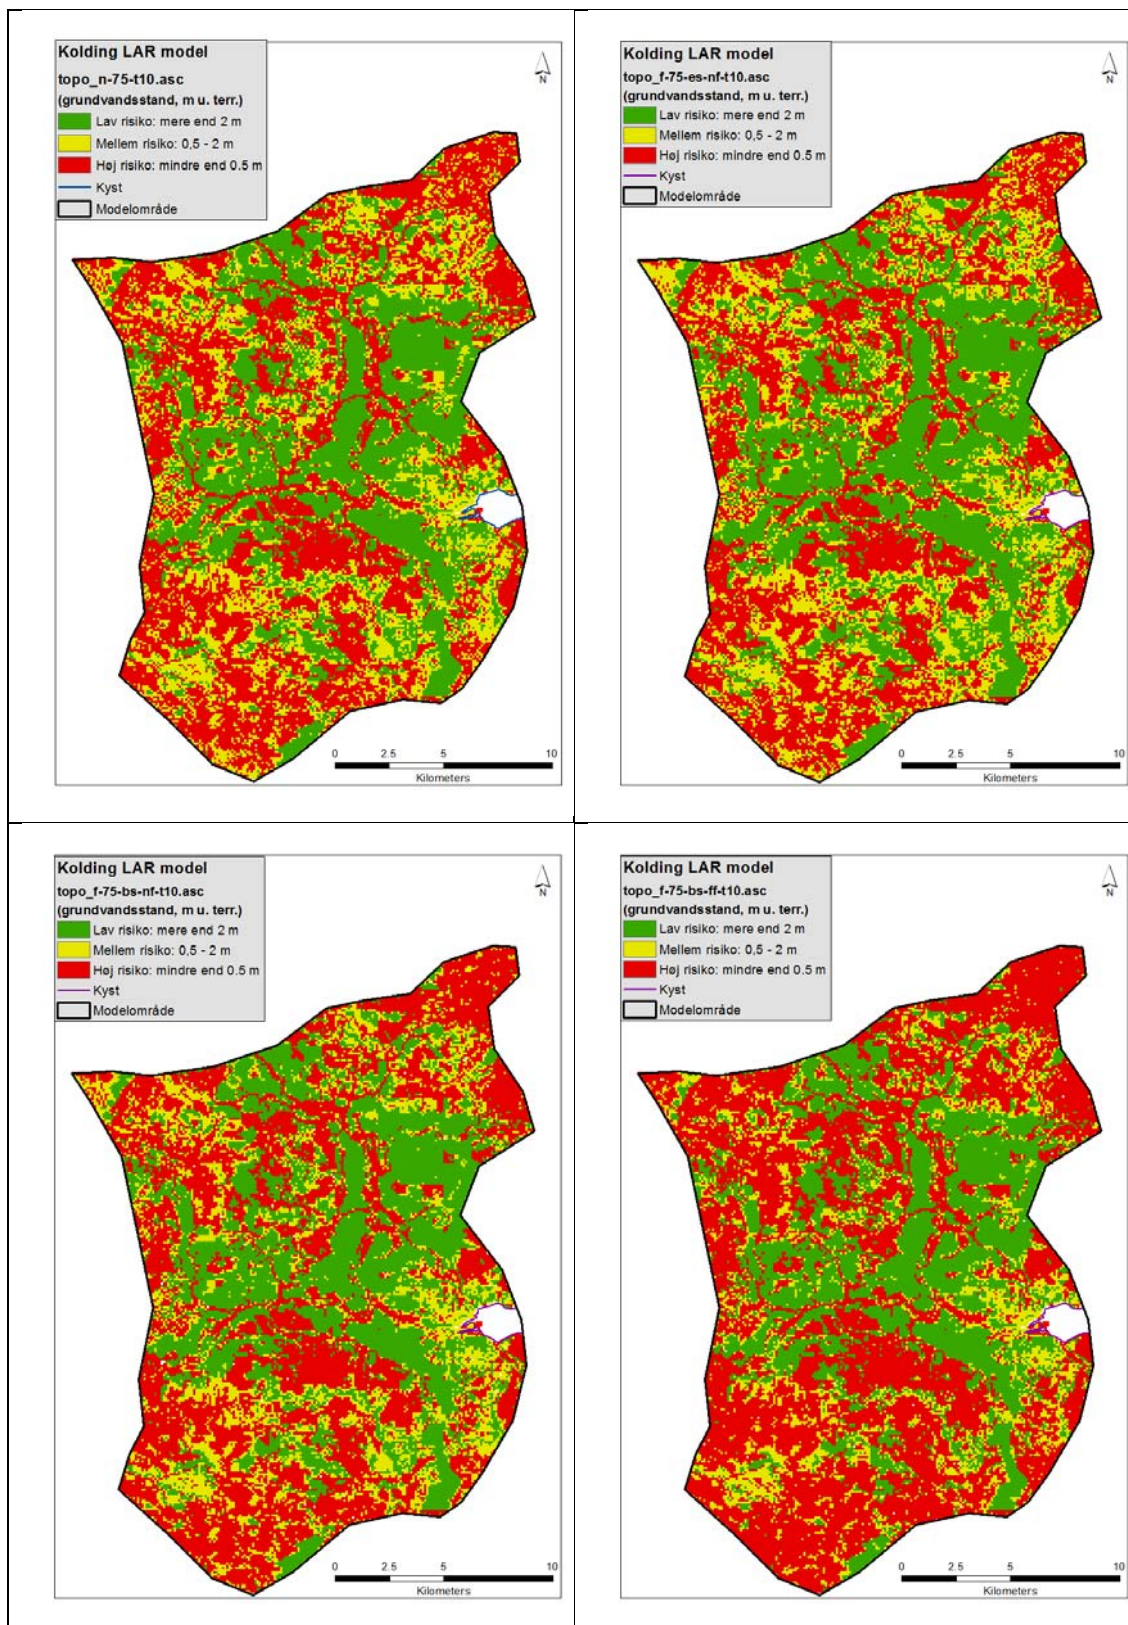 Kolding LAR model
topo_n-75-t10.asc
(grundvandsstand, m u. terr.)
Lav risiko: mere end 2 m
Mellem risiko: 0,5 - 2 m
Høj risiko: mindre end 0.5 m
Kyst
Modelområde
N
0 2.5 5 10
Kilometers
Kolding LAR model
topo_f-75-es-nf-t10.asc
(grundvandsstand, m u. terr.)
Lav risiko: mere end 2 m
Mellem risiko: 0,5 - 2 m
Høj risiko: mindre end 0.5 m
Kyst
Modelområde
N
0 2.5 5 10
Kilometers
Kolding LAR model
topo_f-75-bs-nf-t10.asc
(grundvandsstand, m u. terr.)
Lav risiko: mere end 2 m
Mellem risiko: 0,5 - 2 m
Høj risiko: mindre end 0.5 m
Kyst
Modelområde
N
0 2.5 5 10
Kilometers
Kolding LAR model
topo_f-75-bs-ff-t10.asc
(grundvandsstand, m u. terr.)
Lav risiko: mere end 2 m
Mellem risiko: 0,5 - 2 m
Høj risiko: mindre end 0.5 m
Kyst
Modelområde
N
0 2.5 5 10
Kilometers